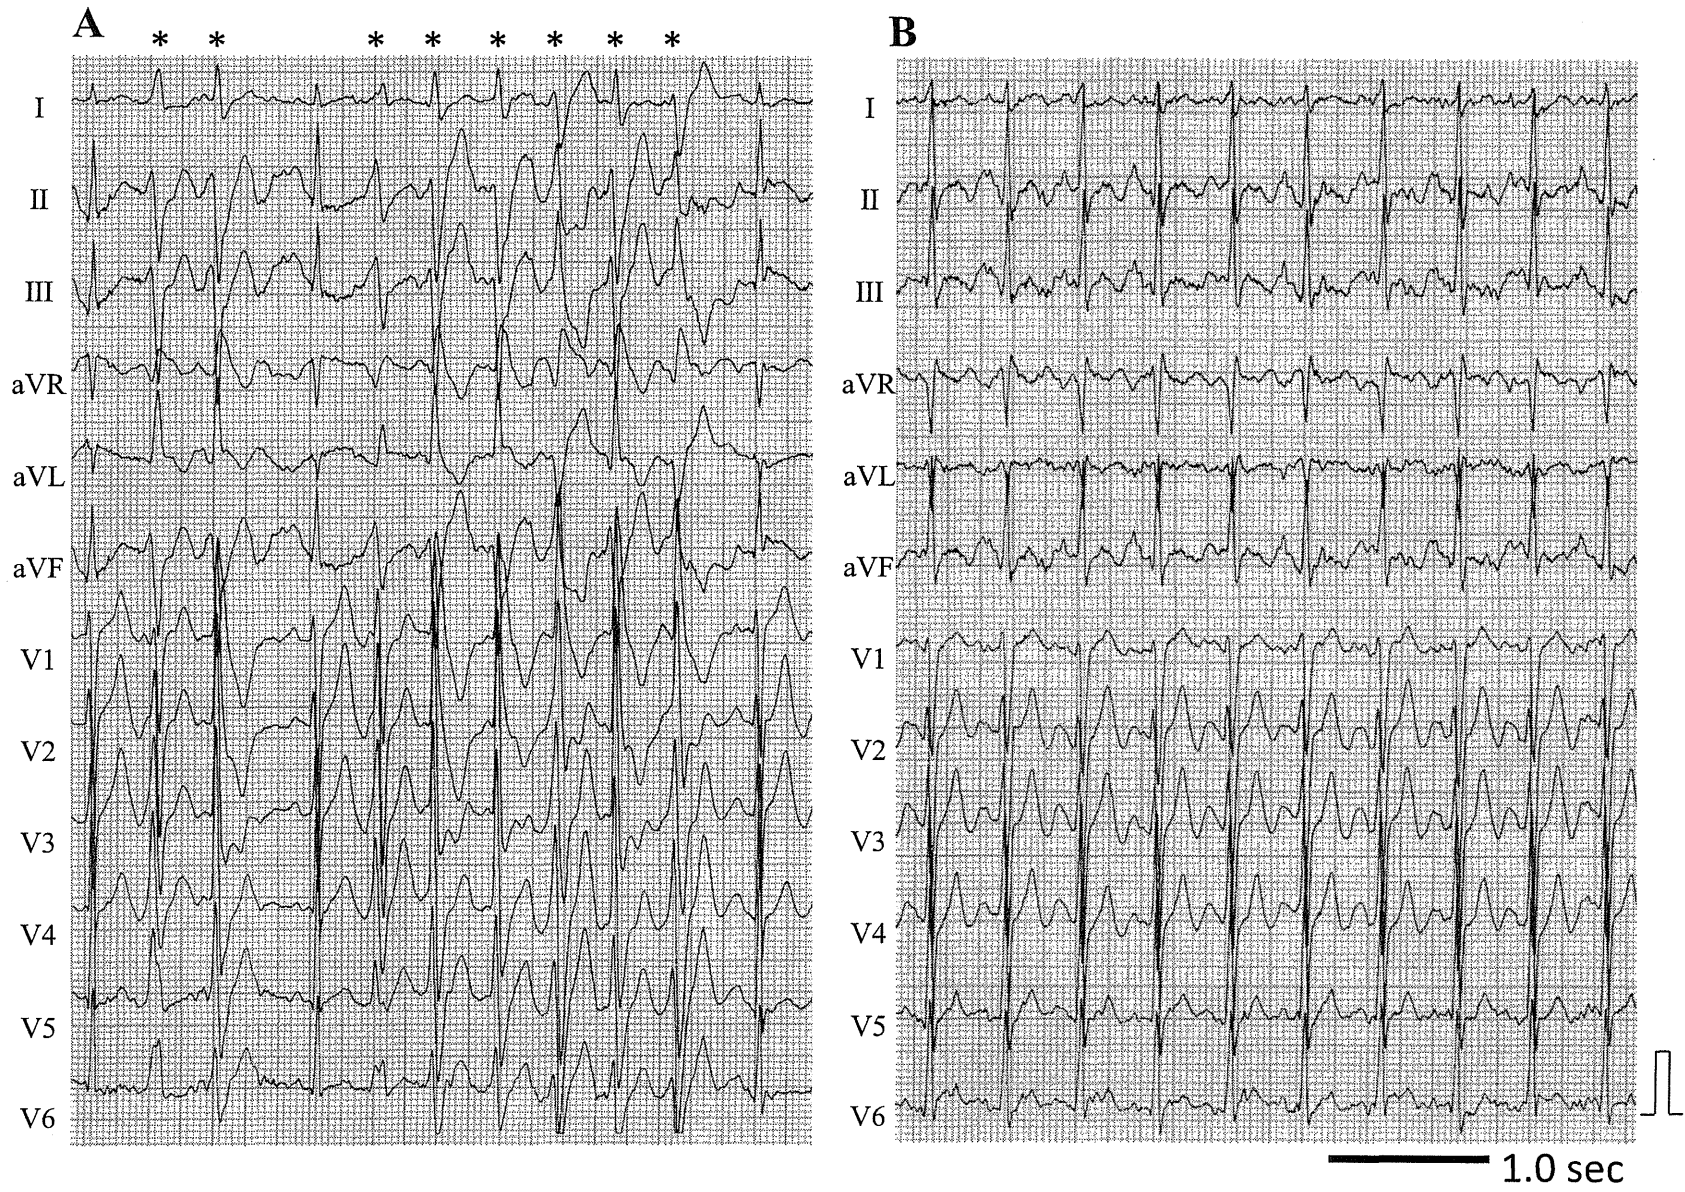 A
* * * * * * * *
I
II
III
aVR
aVL
aVF
V1
V2
V3
V4
V5
V6
B
I
II
III
aVR
aVL
aVF
V1
V2
V3
V4
V5
V6
1.0 sec